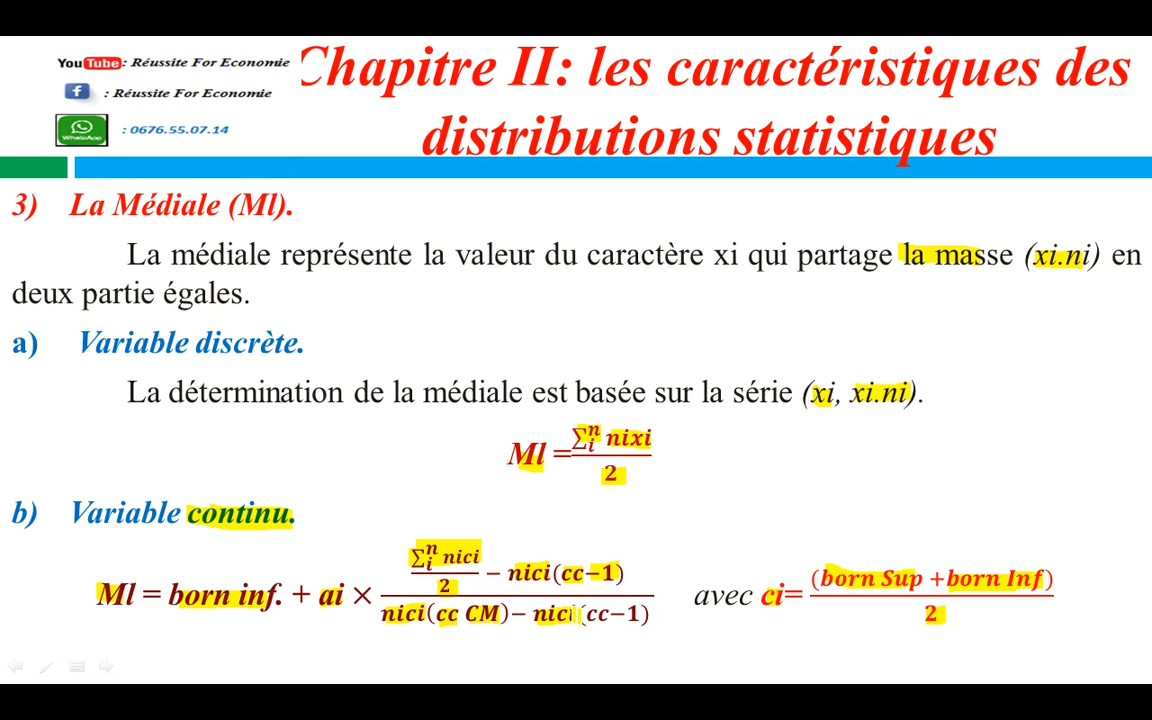 YouTube : Réussite For Economie
f : Réussite For Economie
WhatsApp : 0676.55.07.14
Chapitre II: les caractéristiques des
distributions statistiques
3) La Médiale (Ml).
La médiale représente la valeur du caractère xi qui partage la masse (xi.ni) en
deux partie égales.
a) Variable discrète.
La détermination de la médiale est basée sur la série (xi, xi.ni).
Ml = ∑ⁿᵢ nixi / 2
b) Variable continu.
Ml = born inf. + ai × (∑ⁿᵢ nici / 2 − nici(cc−1)) / (nici(cc CM) − nici(cc−1)) avec ci= (born Sup +born Inf) / 2